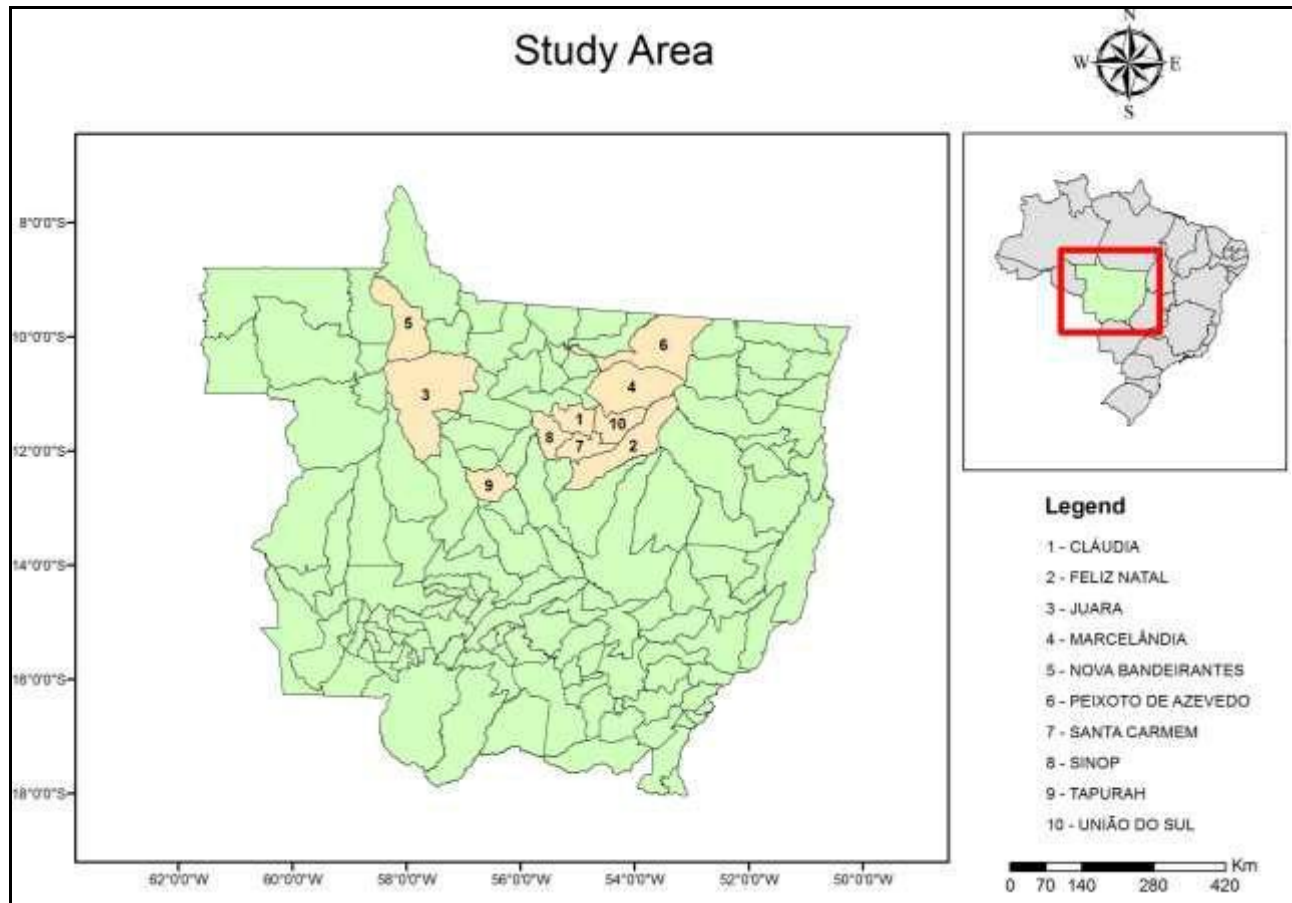 Study Area
N
W E
S
8°0'0"S
10°0'0"S
12°0'0"S
14°0'0"S
16°0'0"S
18°0'0"S
62°0'0"W 60°0'0"W 58°0'0"W 56°0'0"W 54°0'0"W 52°0'0"W 50°0'0"W
5
6
3
4
1
10
8
7
2
9
Legend
1 - CLÁUDIA
2 - FELIZ NATAL
3 - JUARA
4 - MARCELÂNDIA
5 - NOVA BANDEIRANTES
6 - PEIXOTO DE AZEVEDO
7 - SANTA CARMEM
8 - SINOP
9 - TAPURAH
10 - UNIÃO DO SUL
Km
0 70 140 280 420